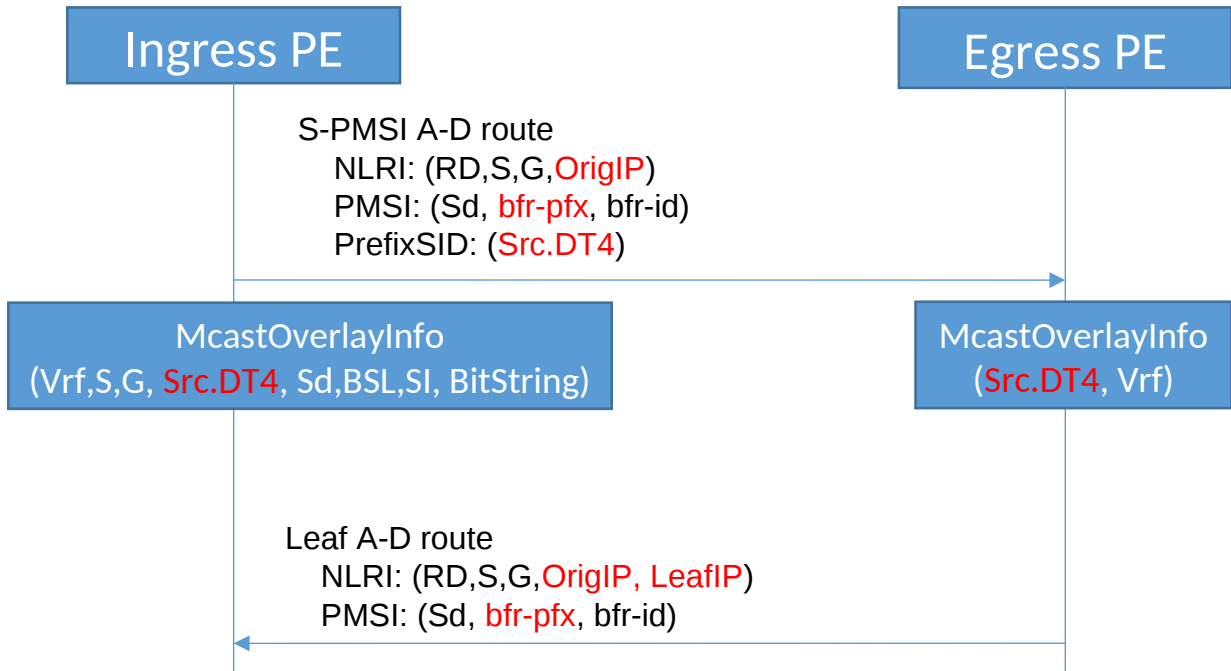 Ingress PE
Egress PE
S-PMSI A-D route
NLRI: (RD,S,G,OrigIP)
PMSI: (Sd, bfr-pfx, bfr-id)
PrefixSID: (Src.DT4)
McastOverlayInfo
(Vrf,S,G, Src.DT4, Sd,BSL,SI, BitString)
McastOverlayInfo
(Src.DT4, Vrf)
Leaf A-D route
NLRI: (RD,S,G,OrigIP, LeafIP)
PMSI: (Sd, bfr-pfx, bfr-id)